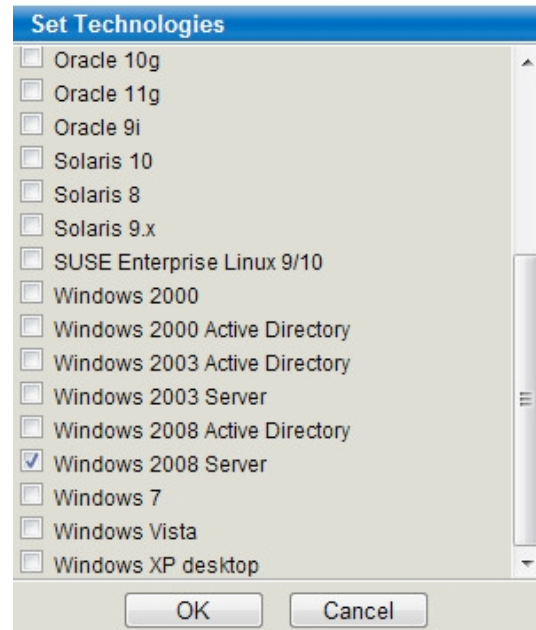 Set Technologies
Oracle 10g
Oracle 11g
Oracle 9i
Solaris 10
Solaris 8
Solaris 9.x
SUSE Enterprise Linux 9/10
Windows 2000
Windows 2000 Active Directory
Windows 2003 Active Directory
Windows 2003 Server
Windows 2008 Active Directory
Windows 2008 Server
Windows 7
Windows Vista
Windows XP desktop
OK Cancel